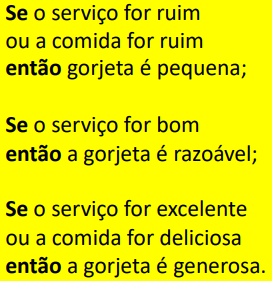 Se o serviço for ruim
ou a comida for ruim
então gorjeta é pequena;
Se o serviço for bom
então a gorjeta é razoável;
Se o serviço for excelente
ou a comida for deliciosa
então a gorjeta é generosa.